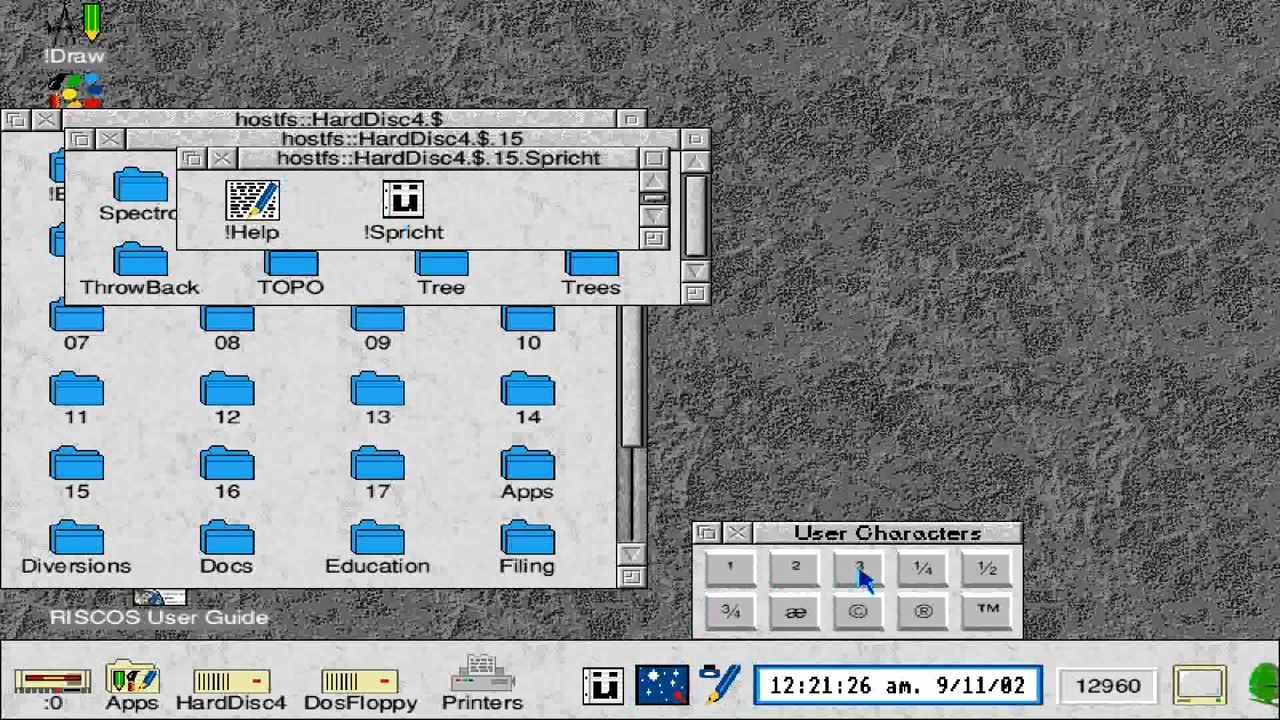 !Draw
hostfs::HardDisc4.$
hostfs::HardDisc4.$.15
hostfs::HardDisc4.$.15.Spricht
!Help
!Spricht
ThrowBack
TOPO
Tree
Trees
07
08
09
10
11
12
13
14
15
16
17
Apps
Diversions
Docs
Education
Filing
RISCOS User Guide
User Characters
¹ ² ³ ¼ ½
¾ æ © ® ™
:0
Apps
HardDisc4
DosFloppy
Printers
ü
12:21:26 am. 9/11/02
12960